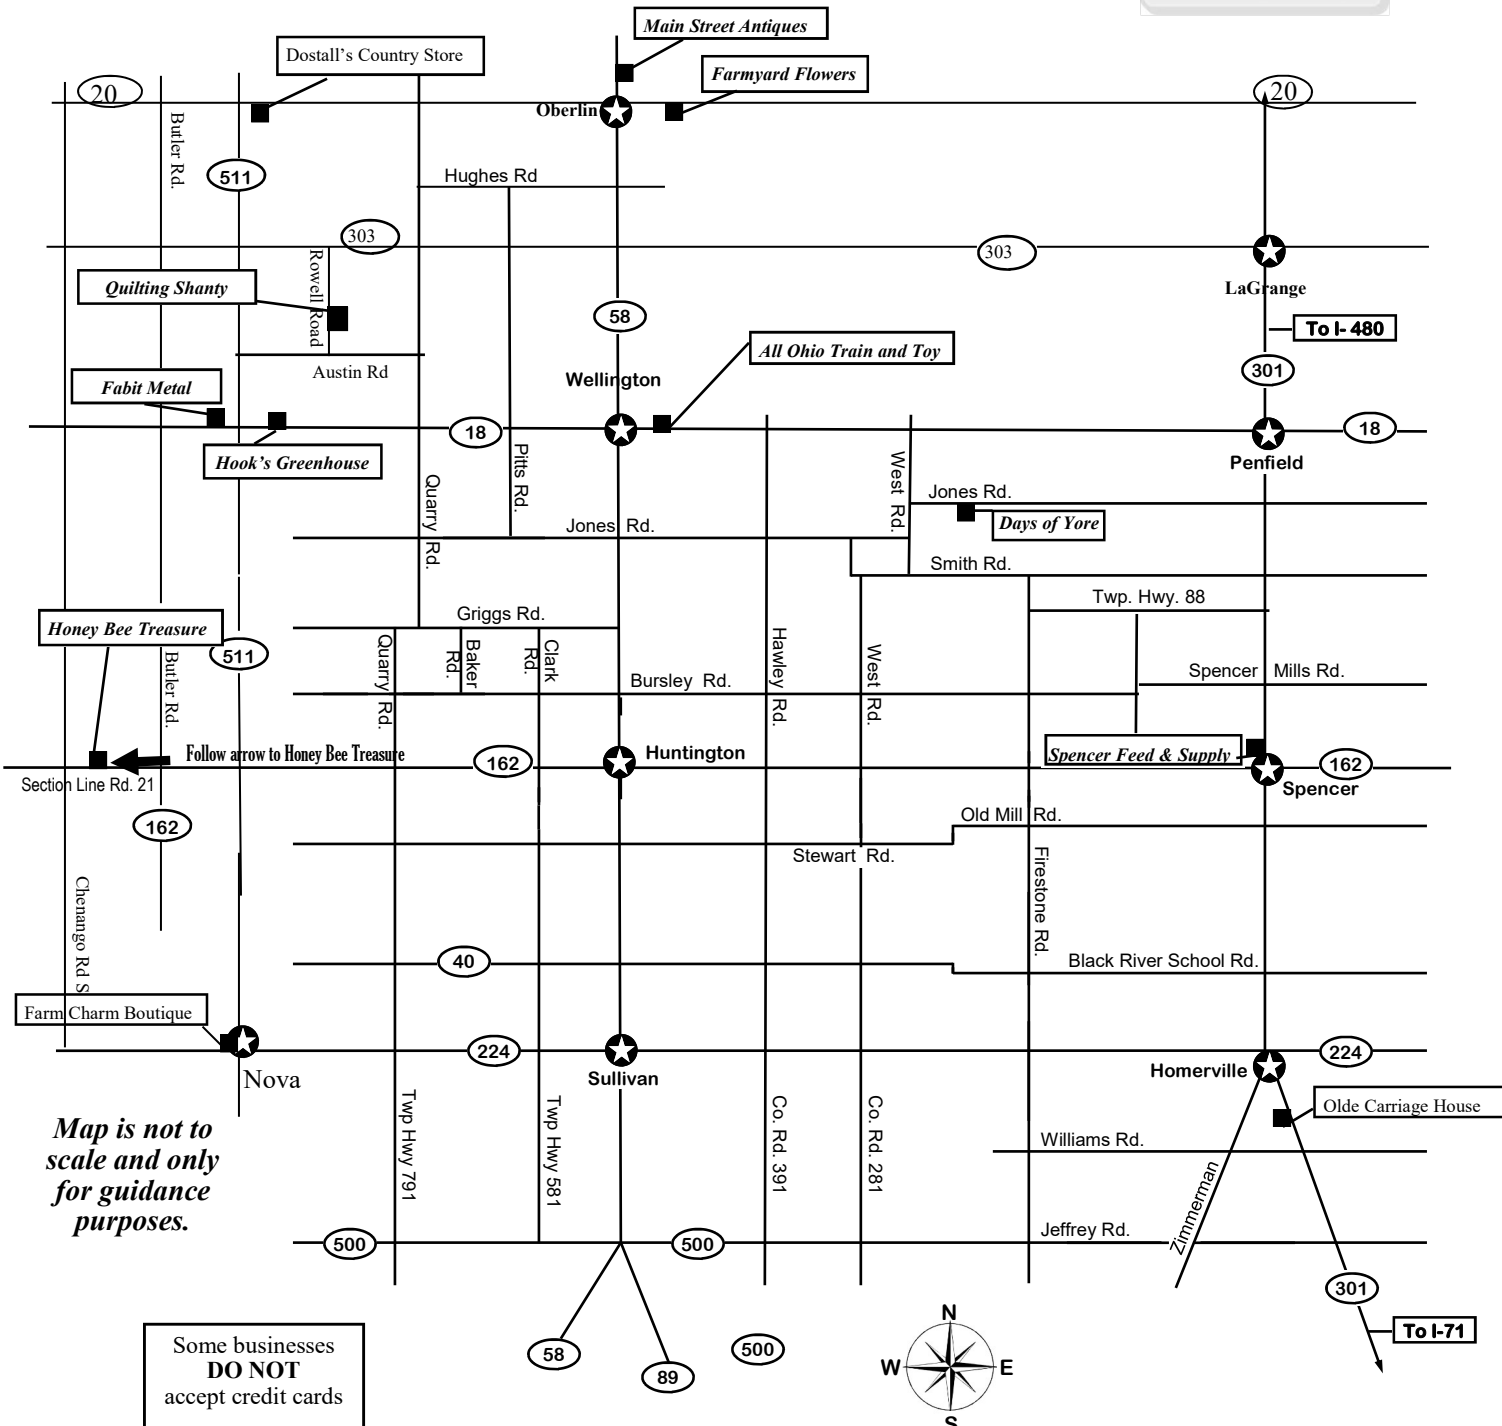 Main Street Antiques
Dostall's Country Store
Farmyard Flowers
20
20
Oberlin
Butler Rd.
511
Hughes Rd
303
303
Rowell Road
Quilting Shanty
LaGrange
58
To I- 480
All Ohio Train and Toy
Austin Rd
Wellington
301
Fabit Metal
18
18
Hook's Greenhouse
Penfield
Pitts Rd.
West Rd.
Quarry Rd.
Jones Rd.
Days of Yore
Jones Rd.
Smith Rd.
Twp. Hwy. 88
Griggs Rd.
Honey Bee Treasure
511
Butler Rd.
Quarry Rd.
Baker
Rd.
Clark
Rd.
Hawley Rd.
West Rd.
Bursley Rd.
Spencer Mills Rd.
Follow arrow to Honey Bee Treasure
162
Huntington
Spencer Feed & Supply
162
Section Line Rd. 21
Spencer
162
Old Mill Rd.
Stewart Rd.
Firestone Rd.
Chenango Rd S
40
Black River School Rd.
Farm Charm Boutique
224
224
Nova
Sullivan
Homerville
Olde Carriage House
Twp Hwy 791
Twp Hwy 581
Co. Rd. 391
Co. Rd. 281
Williams Rd.
Map is not to
scale and only
for guidance
purposes.
Zimmerman
500
500
Jeffrey Rd.
301
To I-71
58
89
500
N
W
E
S
Some businesses
DO NOT
accept credit cards